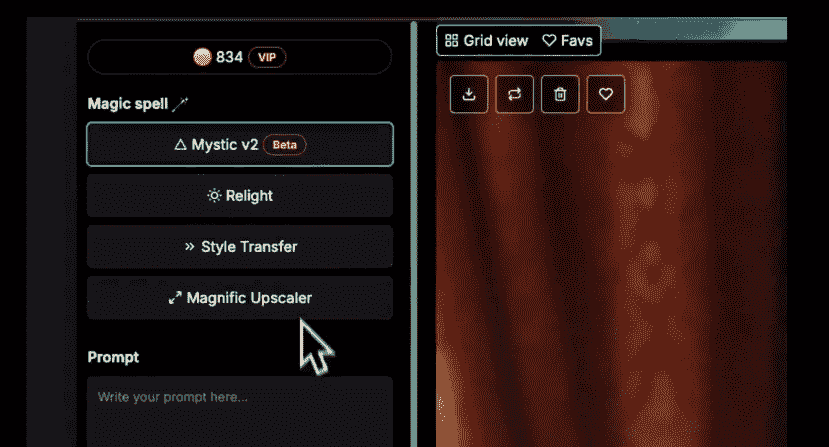 834 VIP
Grid view Favs
Magic spell
Mystic v2 Beta
Relight
Style Transfer
Magnific Upscaler
Prompt
Write your prompt here...